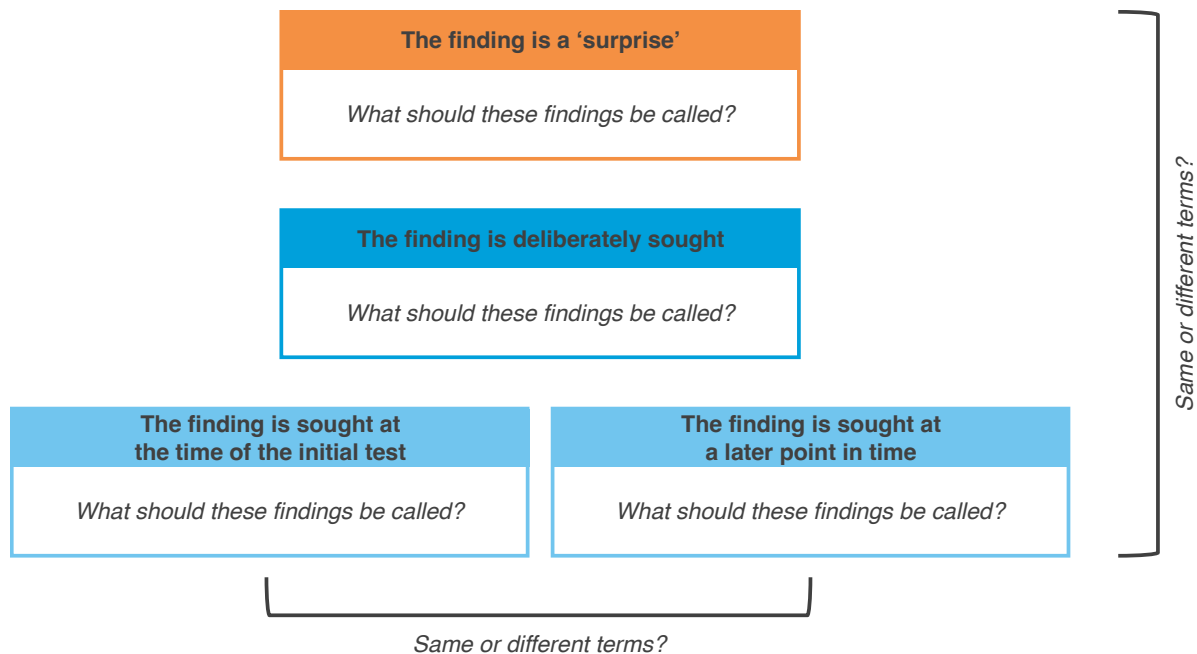 The finding is a ‘surprise’
What should these findings be called?
The finding is deliberately sought
What should these findings be called?
The finding is sought at
the time of the initial test
What should these findings be called?
The finding is sought at
a later point in time
What should these findings be called?
Same or different terms?
Same or different terms?